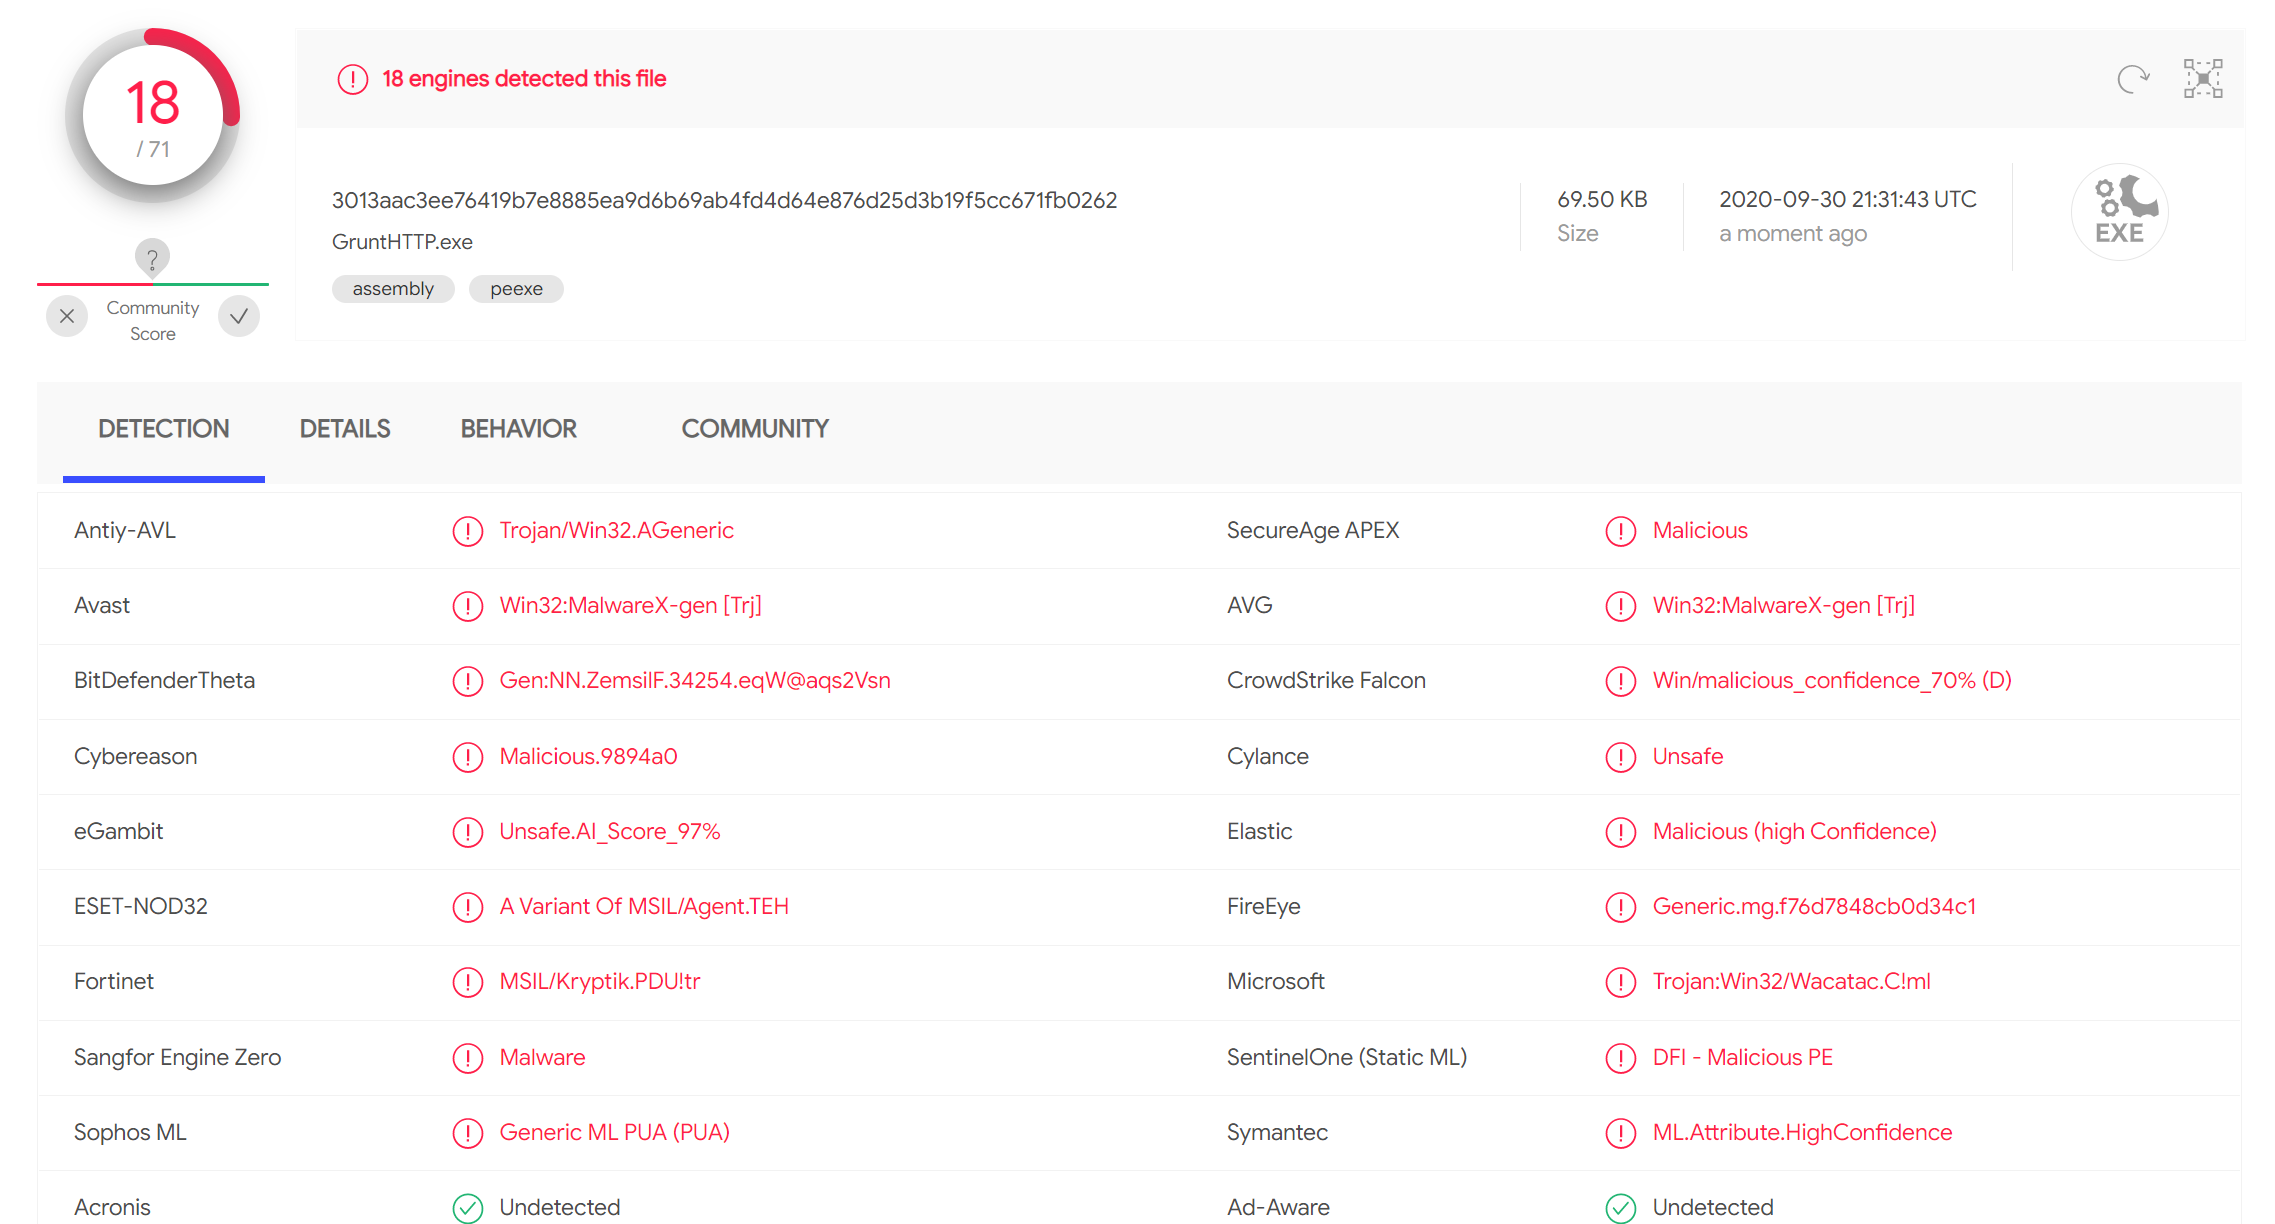 18
/ 71
?
Community
Score
18 engines detected this file
3013aac3ee76419b7e8885ea9d6b69ab4fd4d64e876d25d3b19f5cc671fb0262
GruntHTTP.exe
assembly peexe
69.50 KB
Size
2020-09-30 21:31:43 UTC
a moment ago
EXE
DETECTION DETAILS BEHAVIOR COMMUNITY
Antiy-AVL Trojan/Win32.AGeneric SecureAge APEX Malicious
Avast Win32:MalwareX-gen [Trj] AVG Win32:MalwareX-gen [Trj]
BitDefenderTheta Gen:NN.ZemsilF.34254.eqW@aqs2Vsn CrowdStrike Falcon Win/malicious_confidence_70% (D)
Cybereason Malicious.9894a0 Cylance Unsafe
eGambit Unsafe.AI_Score_97% Elastic Malicious (high Confidence)
ESET-NOD32 A Variant Of MSIL/Agent.TEH FireEye Generic.mg.f76d7848cb0d34c1
Fortinet MSIL/Kryptik.PDU!tr Microsoft Trojan:Win32/Wacatac.C!ml
Sangfor Engine Zero Malware SentinelOne (Static ML) DFI - Malicious PE
Sophos ML Generic ML PUA (PUA) Symantec ML.Attribute.HighConfidence
Acronis Undetected Ad-Aware Undetected